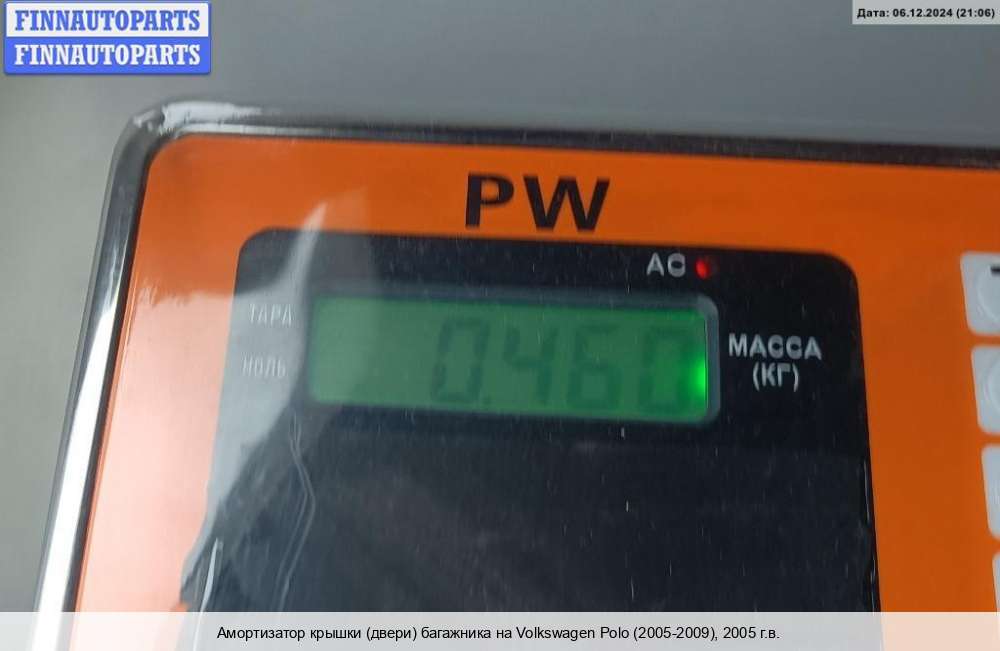 FINNAUTOPARTS
FINNAUTOPARTS
Дата: 06.12.2024 (21:06)
PW
AC
ТАРА
0.460
МАССА
(КГ)
НОЛЬ
Амортизатор крышки (двери) багажника на Volkswagen Polo (2005-2009), 2005 г.в.